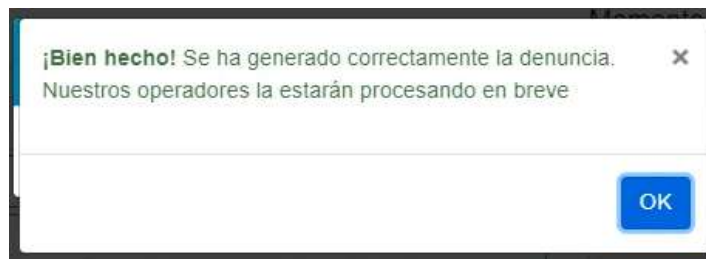 ¡Bien hecho! Se ha generado correctamente la denuncia. ×
Nuestros operadores la estarán procesando en breve
OK